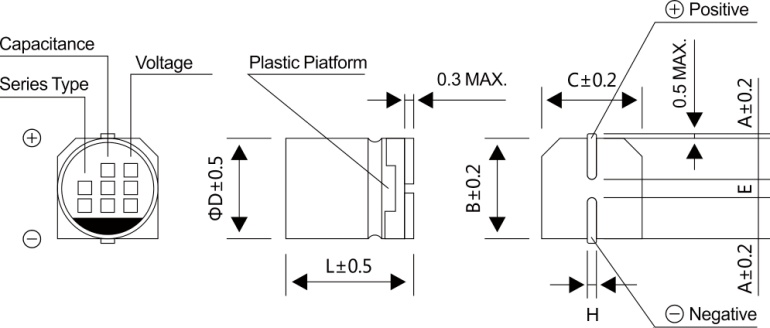 ⊕ Positive
Capacitance
Voltage
Plastic Piatform
0.3 MAX.
C±0.2
0.5 MAX.
A±0.2
Series Type
⊕
ΦD±0.5
B±0.2
E
⊖
L±0.5
A±0.2
H
⊖ Negative